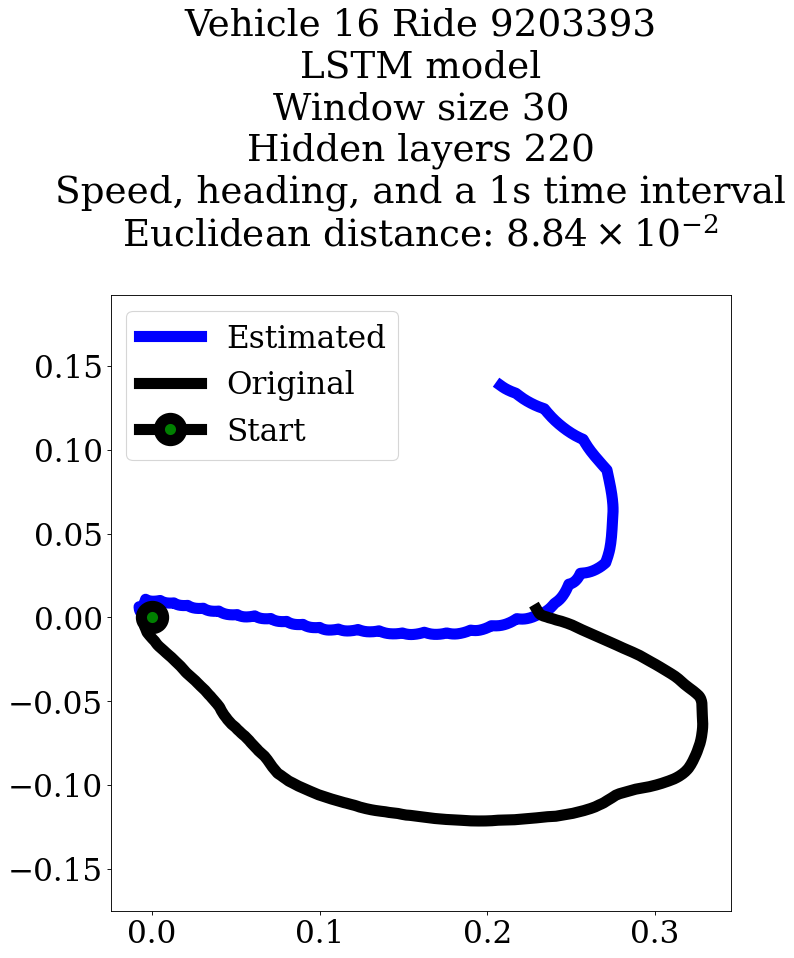 Vehicle 16 Ride 9203393
LSTM model
Window size 30
Hidden layers 220
Speed, heading, and a 1s time interval
Euclidean distance: 8.84 × 10⁻²
Estimated
Original
Start
0.15
0.10
0.05
0.00
−0.05
−0.10
−0.15
0.0 0.1 0.2 0.3